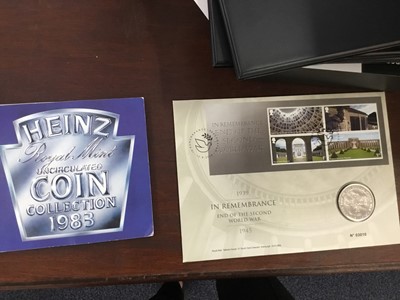 HEINZ
Royal Mint
UNCIRCULATED
COIN
COLLECTION
1983
IN REMEMBRANCE
1939
IN REMEMBRANCE
END OF THE SECOND
WORLD WAR
1945